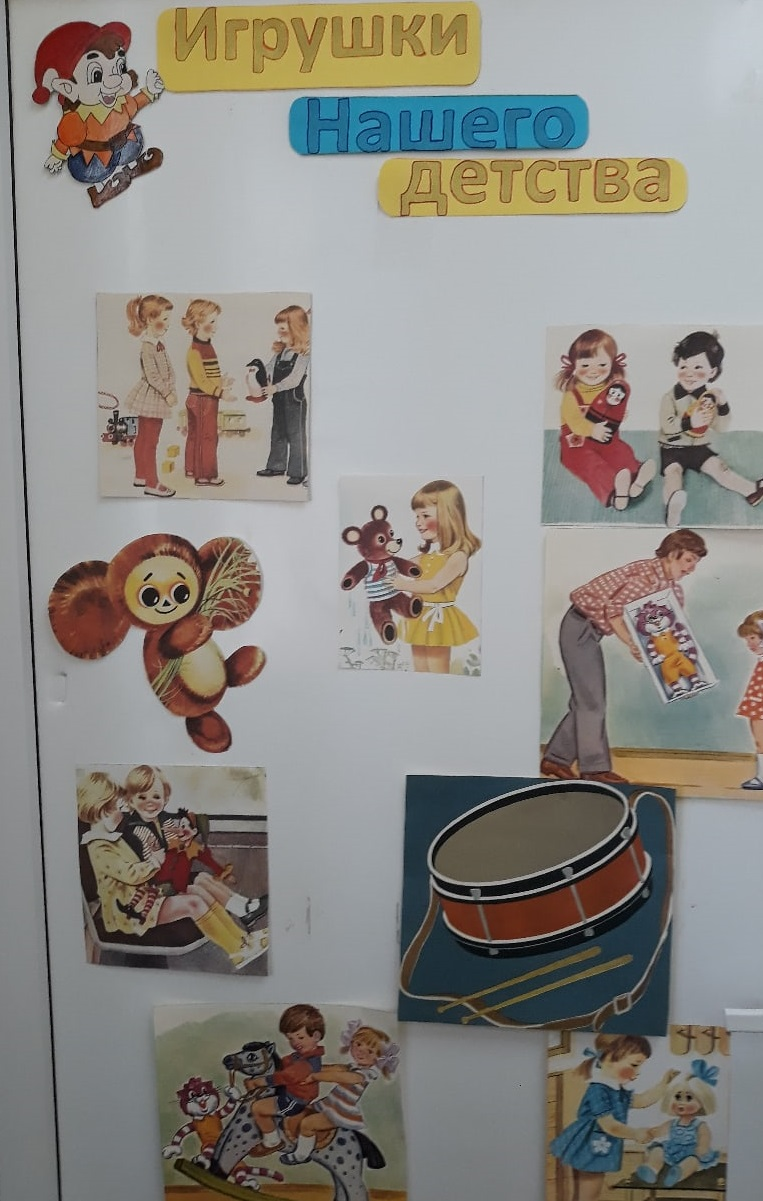 Игрушки
Нашего
детства